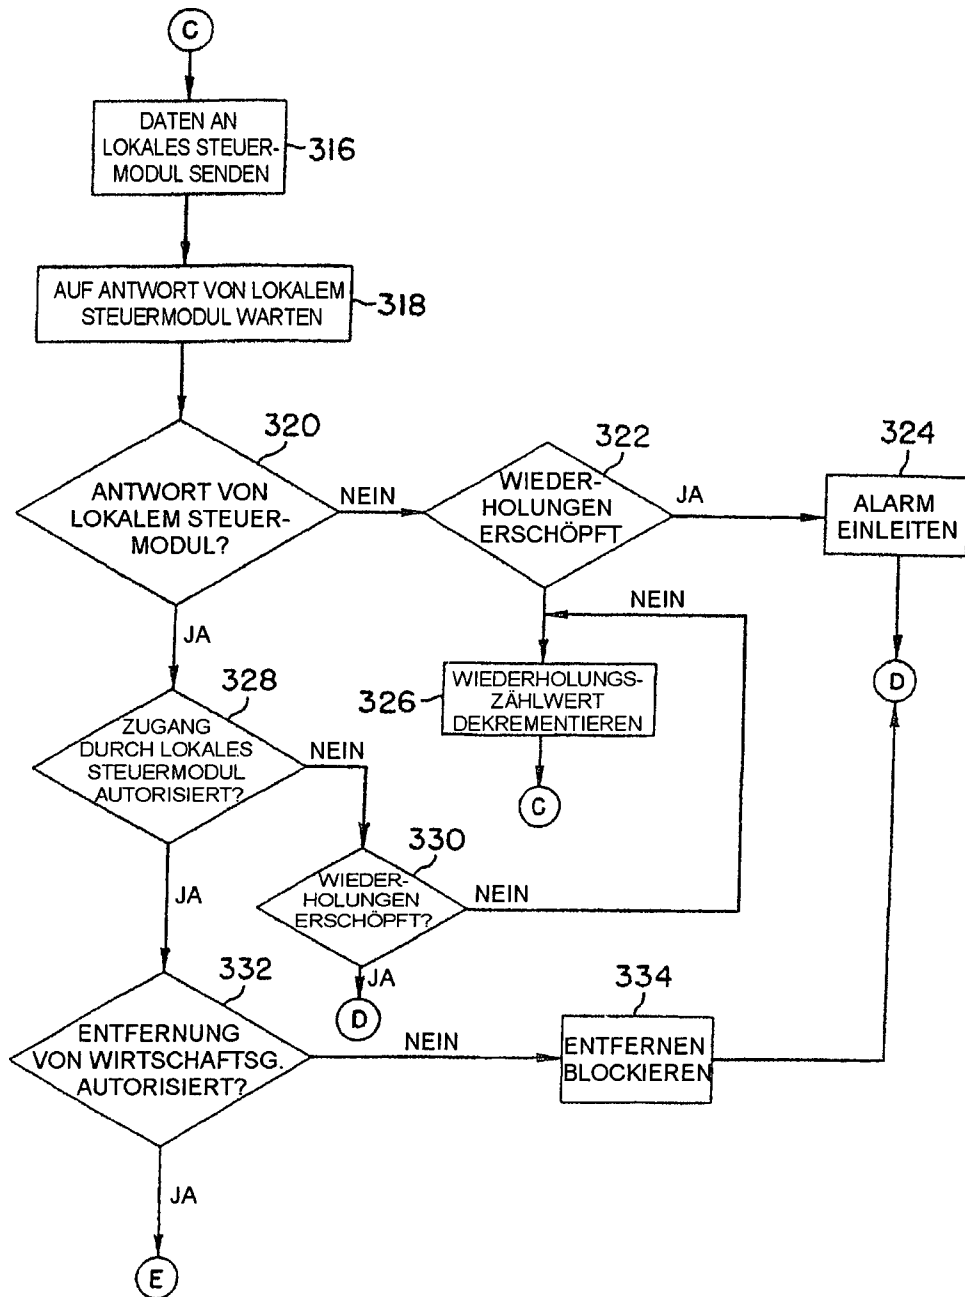 C
DATEN AN
LOKALES STEUER-
MODUL SENDEN
316
AUF ANTWORT VON LOKALEM
STEUERMODUL WARTEN
318
320
ANTWORT VON
LOKALEM STEUER-
MODUL?
NEIN
322
WIEDER-
HOLUNGEN
ERSCHÖPFT
JA
324
ALARM
EINLEITEN
D
NEIN
326
WIEDERHOLUNGS-
ZÄHLWERT
DEKREMENTIEREN
C
JA
328
ZUGANG
DURCH LOKALES
STEUERMODUL
AUTORISIERT?
NEIN
330
WIEDER-
HOLUNGEN
ERSCHÖPFT?
NEIN
JA
D
JA
332
ENTFERNUNG
VON WIRTSCHAFTSG.
AUTORISIERT?
NEIN
334
ENTFERNEN
BLOCKIEREN
JA
E